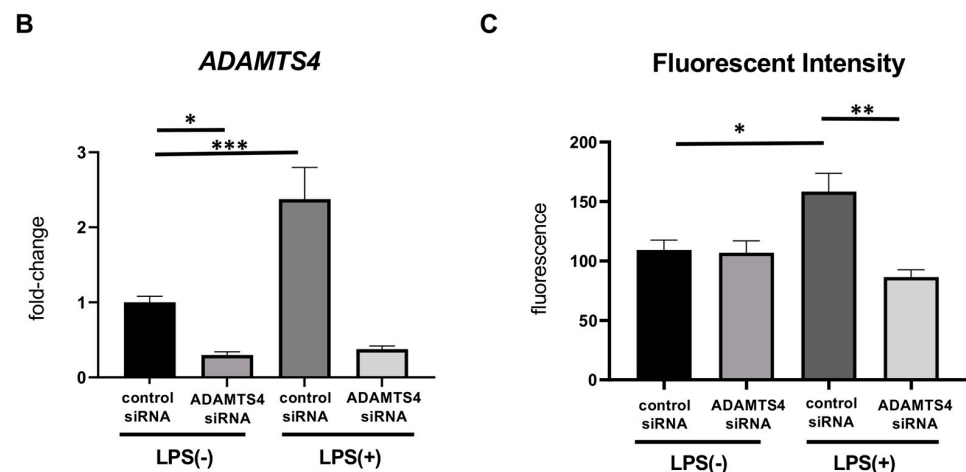 B
ADAMTS4
*
***
3
2
1
0
fold-change
control siRNA
ADAMTS4 siRNA
control siRNA
ADAMTS4 siRNA
LPS(-)
LPS(+)
C
Fluorescent Intensity
**
*
200
150
100
50
0
fluorescence
control siRNA
ADAMTS4 siRNA
control siRNA
ADAMTS4 siRNA
LPS(-)
LPS(+)